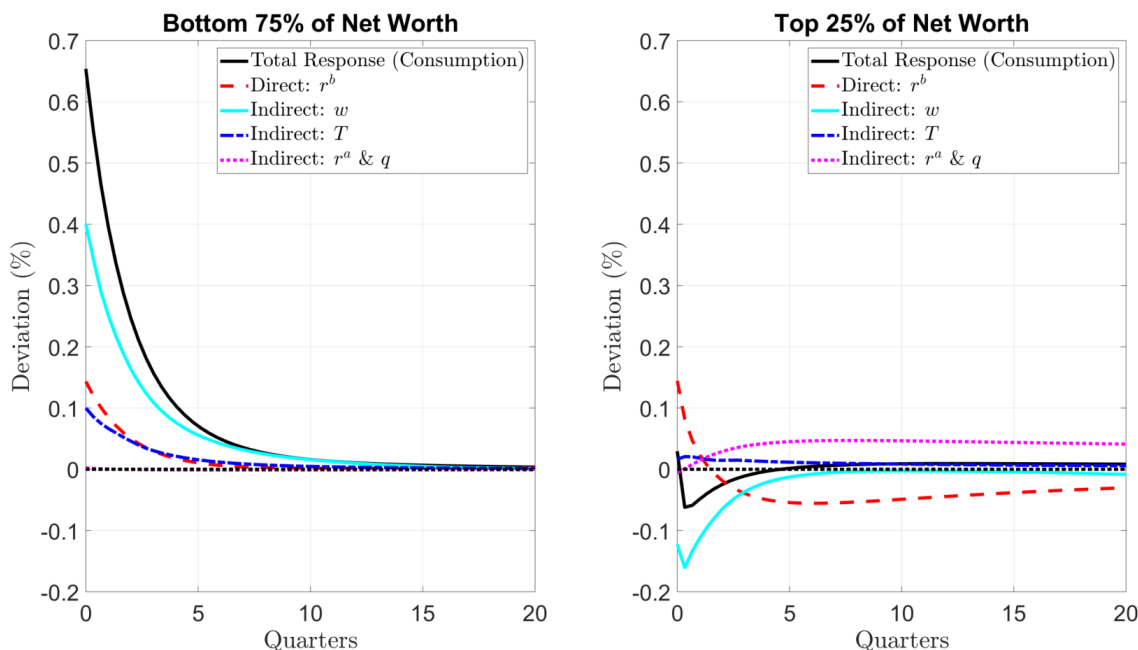 Bottom 75% of Net Worth
0.7
0.6
0.5
0.4
0.3
0.2
0.1
0
-0.1
-0.2
Deviation (%)
Total Response (Consumption)
Direct: r^b
Indirect: w
Indirect: T
Indirect: r^a & q
0 5 10 15 20
Quarters
Top 25% of Net Worth
0.7
0.6
0.5
0.4
0.3
0.2
0.1
0
-0.1
-0.2
Deviation (%)
Total Response (Consumption)
Direct: r^b
Indirect: w
Indirect: T
Indirect: r^a & q
0 5 10 15 20
Quarters